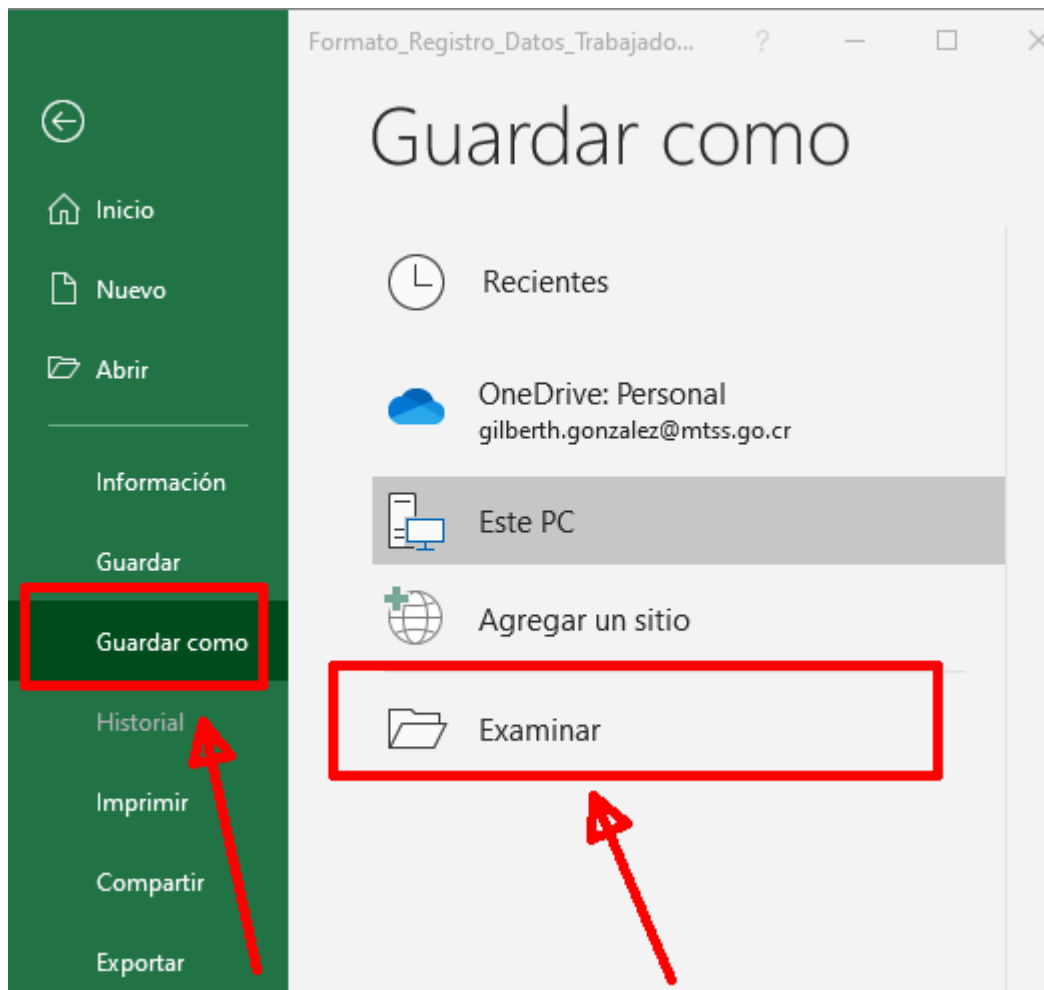 Formato_Registro_Datos_Trabajado...
?
Guardar como
Inicio
Nuevo
Abrir
Información
Guardar
Guardar como
Historial
Imprimir
Compartir
Exportar
Recientes
OneDrive: Personal
gilberth.gonzalez@mtss.go.cr
Este PC
Agregar un sitio
Examinar